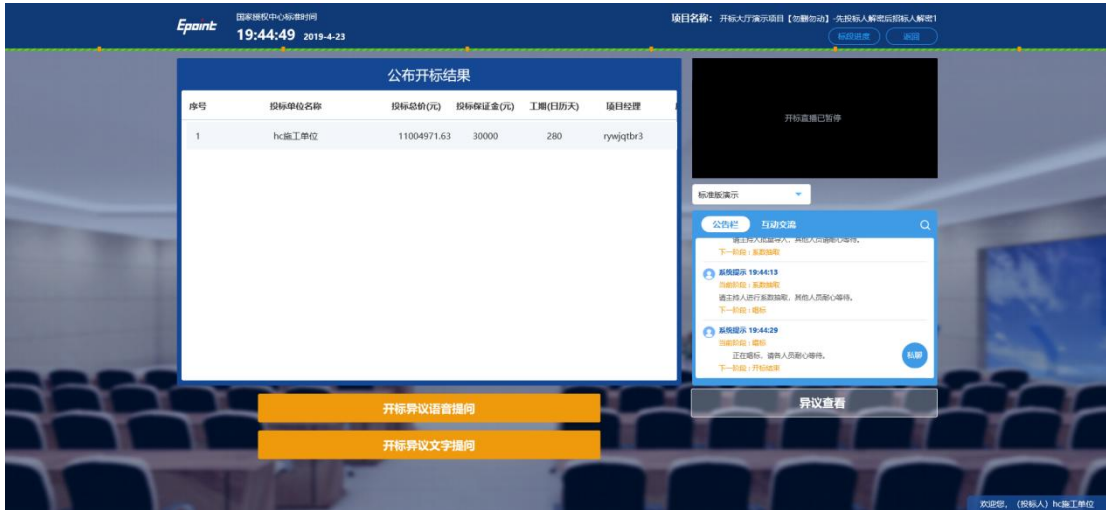 Epoint
国家授权中心标准时间
19:44:49 2019-4-23
项目名称: 开标大厅演示项目【勿删勿动】-先投标人解密后招标人解密1
标段进度 返回
公布开标结果
序号 投标单位名称 投标总价(元) 投标保证金(元) 工期(日历天) 项目经理
1 hc施工单位 11004971.63 30000 280 rywjqtbr3
开标直播已暂停
标准版演示
公告栏 互动交流
下一阶段：系数抽取
系统提示 19:44:13
当前阶段：系数抽取
请主持人进行系数抽取，其他人员耐心等待。
下一阶段：唱标
系统提示 19:44:29
当前阶段：唱标
正在唱标，请各人员耐心等待。
下一阶段：开标结果
私聊
开标异议语音提问
异议查看
开标异议文字提问
欢迎您，（投标人）hc施工单位